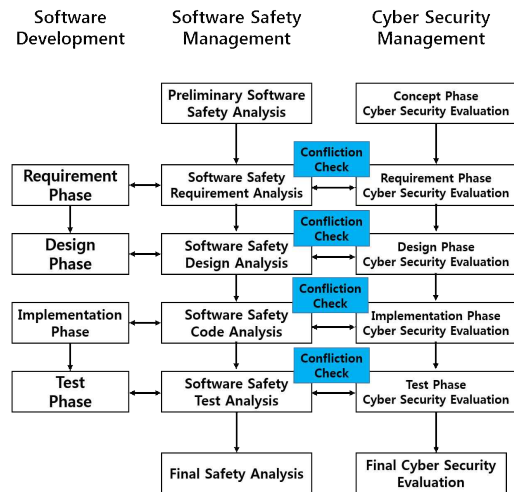 Software
Development
Software Safety
Management
Cyber Security
Management
Preliminary Software
Safety Analysis
Concept Phase
Cyber Security Evaluation
Confliction
Check
Requirement
Phase
Software Safety
Requirement Analysis
Requirement Phase
Cyber Security Evaluation
Confliction
Check
Design
Phase
Software Safety
Design Analysis
Design Phase
Cyber Security Evaluation
Confliction
Check
Implementation
Phase
Software Safety
Code Analysis
Implementation Phase
Cyber Security Evaluation
Confliction
Check
Test
Phase
Software Safety
Test Analysis
Test Phase
Cyber Security Evaluation
Final Safety Analysis
Final Cyber Security
Evaluation